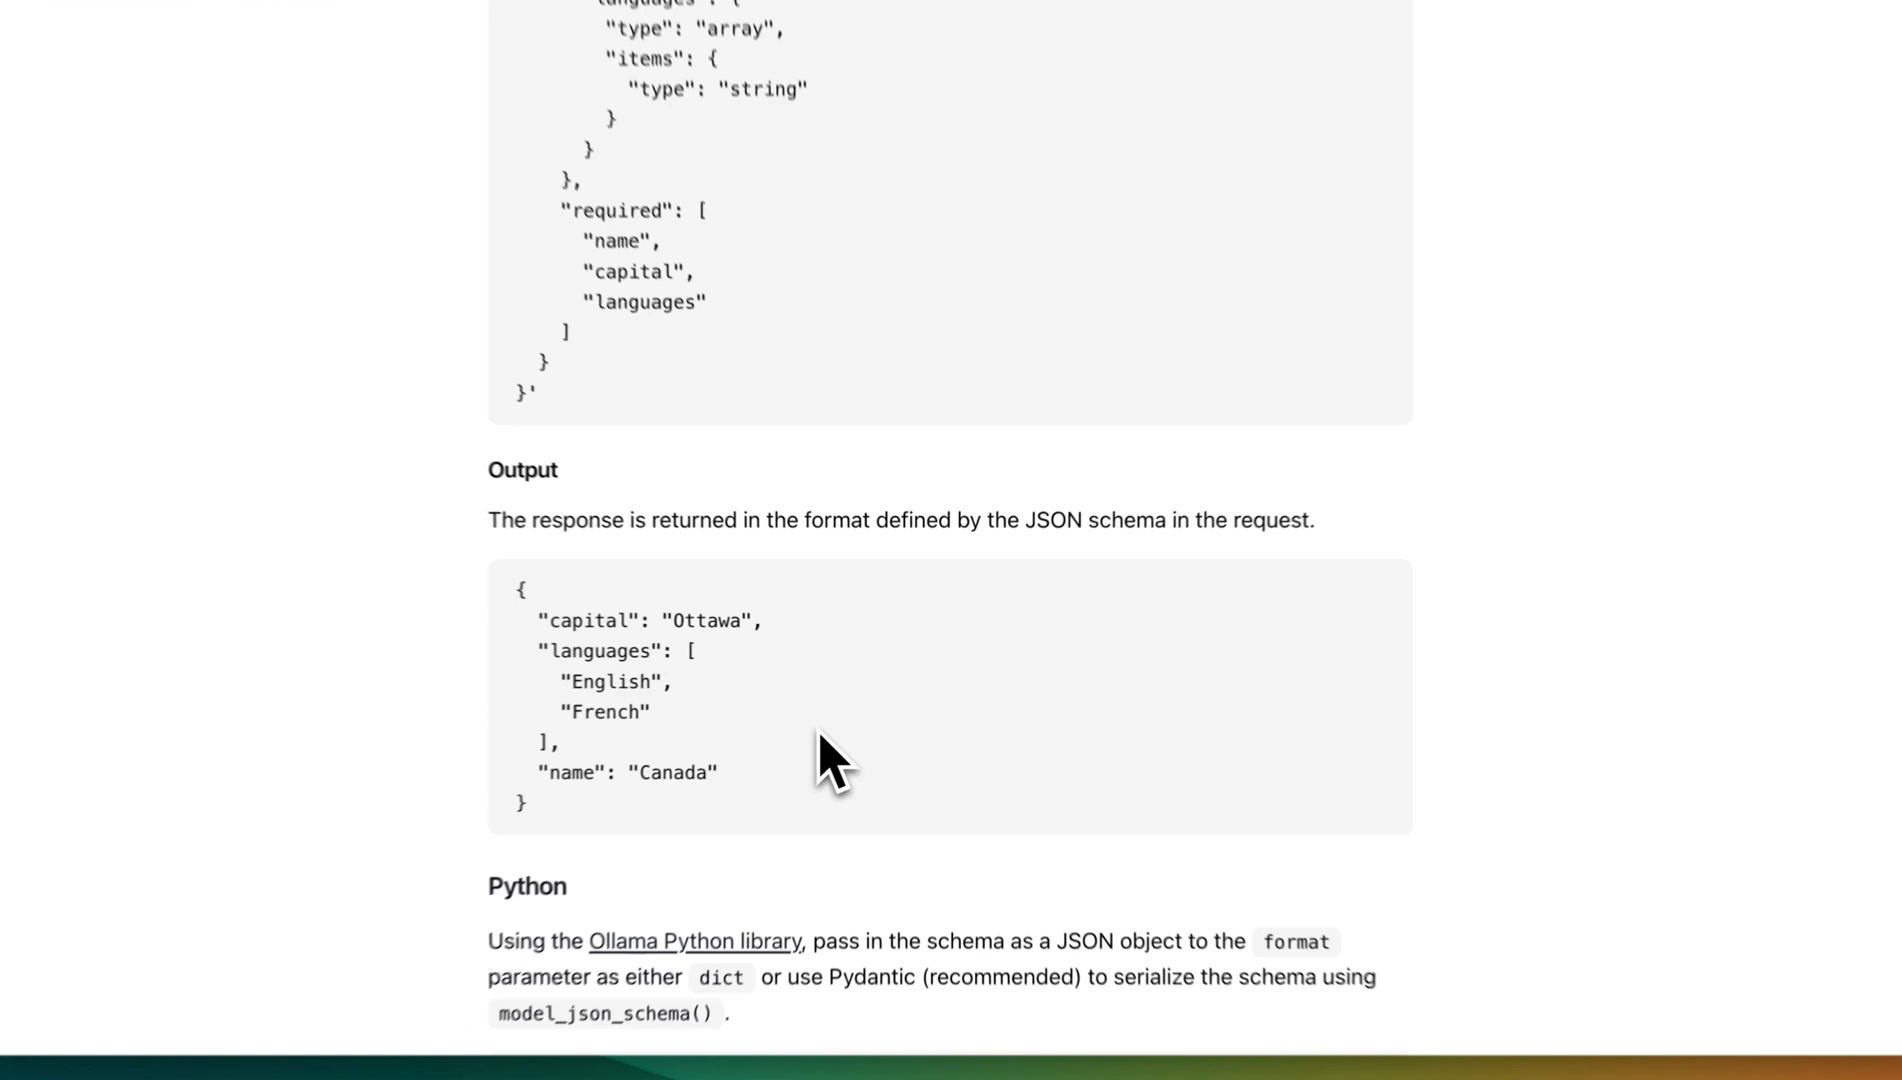 "type": "array",
"items": {
"type": "string"
}
}
},
"required": [
"name",
"capital",
"languages"
]
}
}'
Output
The response is returned in the format defined by the JSON schema in the request.
{
"capital": "Ottawa",
"languages": [
"English",
"French"
],
"name": "Canada"
}
Python
Using the Ollama Python library, pass in the schema as a JSON object to the format
parameter as either dict or use Pydantic (recommended) to serialize the schema using
model_json_schema() .